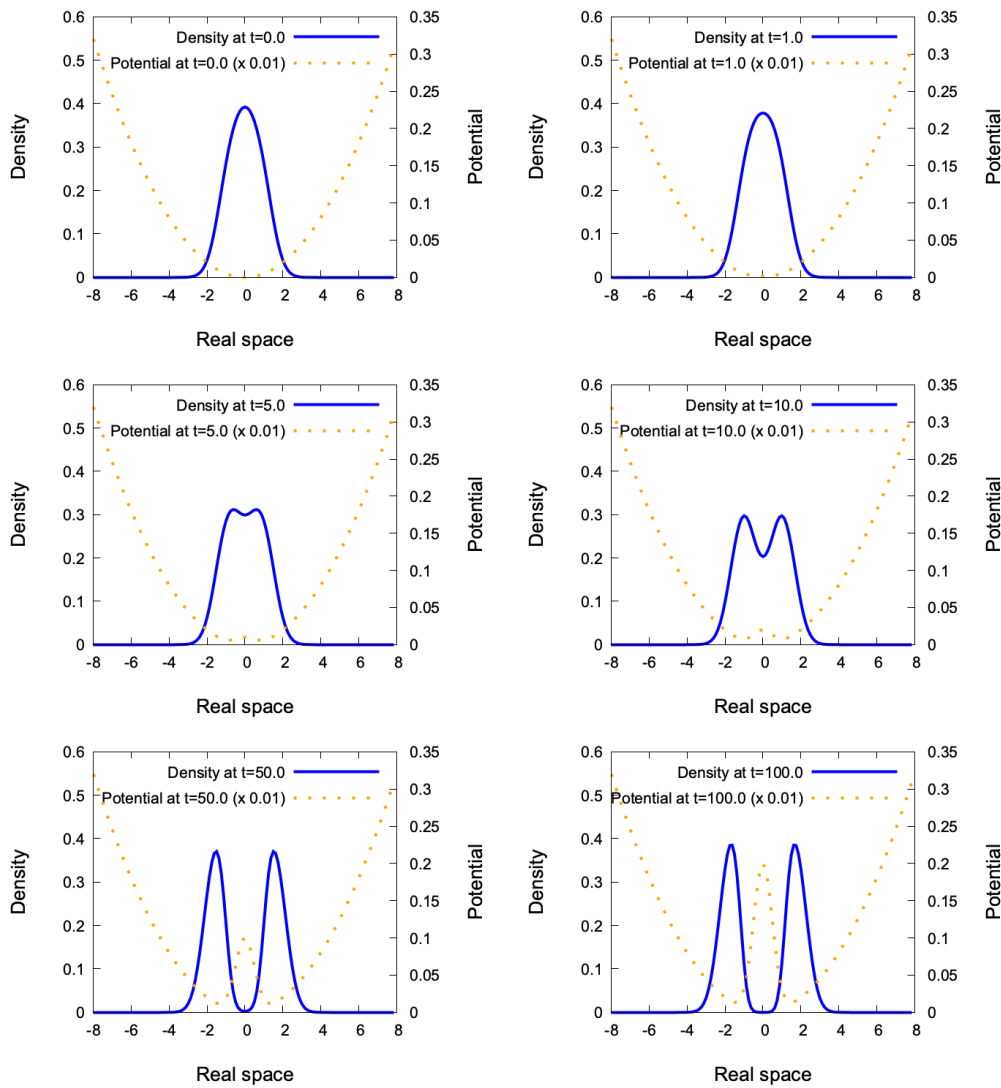 Density at t=0.0
Potential at t=0.0 (x 0.01)
Density
Potential
0.6
0.5
0.4
0.3
0.2
0.1
0
0.35
0.3
0.25
0.2
0.15
0.1
0.05
0
-8 -6 -4 -2 0 2 4 6 8
Real space
Density at t=1.0
Potential at t=1.0 (x 0.01)
Density
Potential
0.6
0.5
0.4
0.3
0.2
0.1
0
0.35
0.3
0.25
0.2
0.15
0.1
0.05
0
-8 -6 -4 -2 0 2 4 6 8
Real space
Density at t=5.0
Potential at t=5.0 (x 0.01)
Density
Potential
0.6
0.5
0.4
0.3
0.2
0.1
0
0.35
0.3
0.25
0.2
0.15
0.1
0.05
0
-8 -6 -4 -2 0 2 4 6 8
Real space
Density at t=10.0
Potential at t=10.0 (x 0.01)
Density
Potential
0.6
0.5
0.4
0.3
0.2
0.1
0
0.35
0.3
0.25
0.2
0.15
0.1
0.05
0
-8 -6 -4 -2 0 2 4 6 8
Real space
Density at t=50.0
Potential at t=50.0 (x 0.01)
Density
Potential
0.6
0.5
0.4
0.3
0.2
0.1
0
0.35
0.3
0.25
0.2
0.15
0.1
0.05
0
-8 -6 -4 -2 0 2 4 6 8
Real space
Density at t=100.0
Potential at t=100.0 (x 0.01)
Density
Potential
0.6
0.5
0.4
0.3
0.2
0.1
0
0.35
0.3
0.25
0.2
0.15
0.1
0.05
0
-8 -6 -4 -2 0 2 4 6 8
Real space